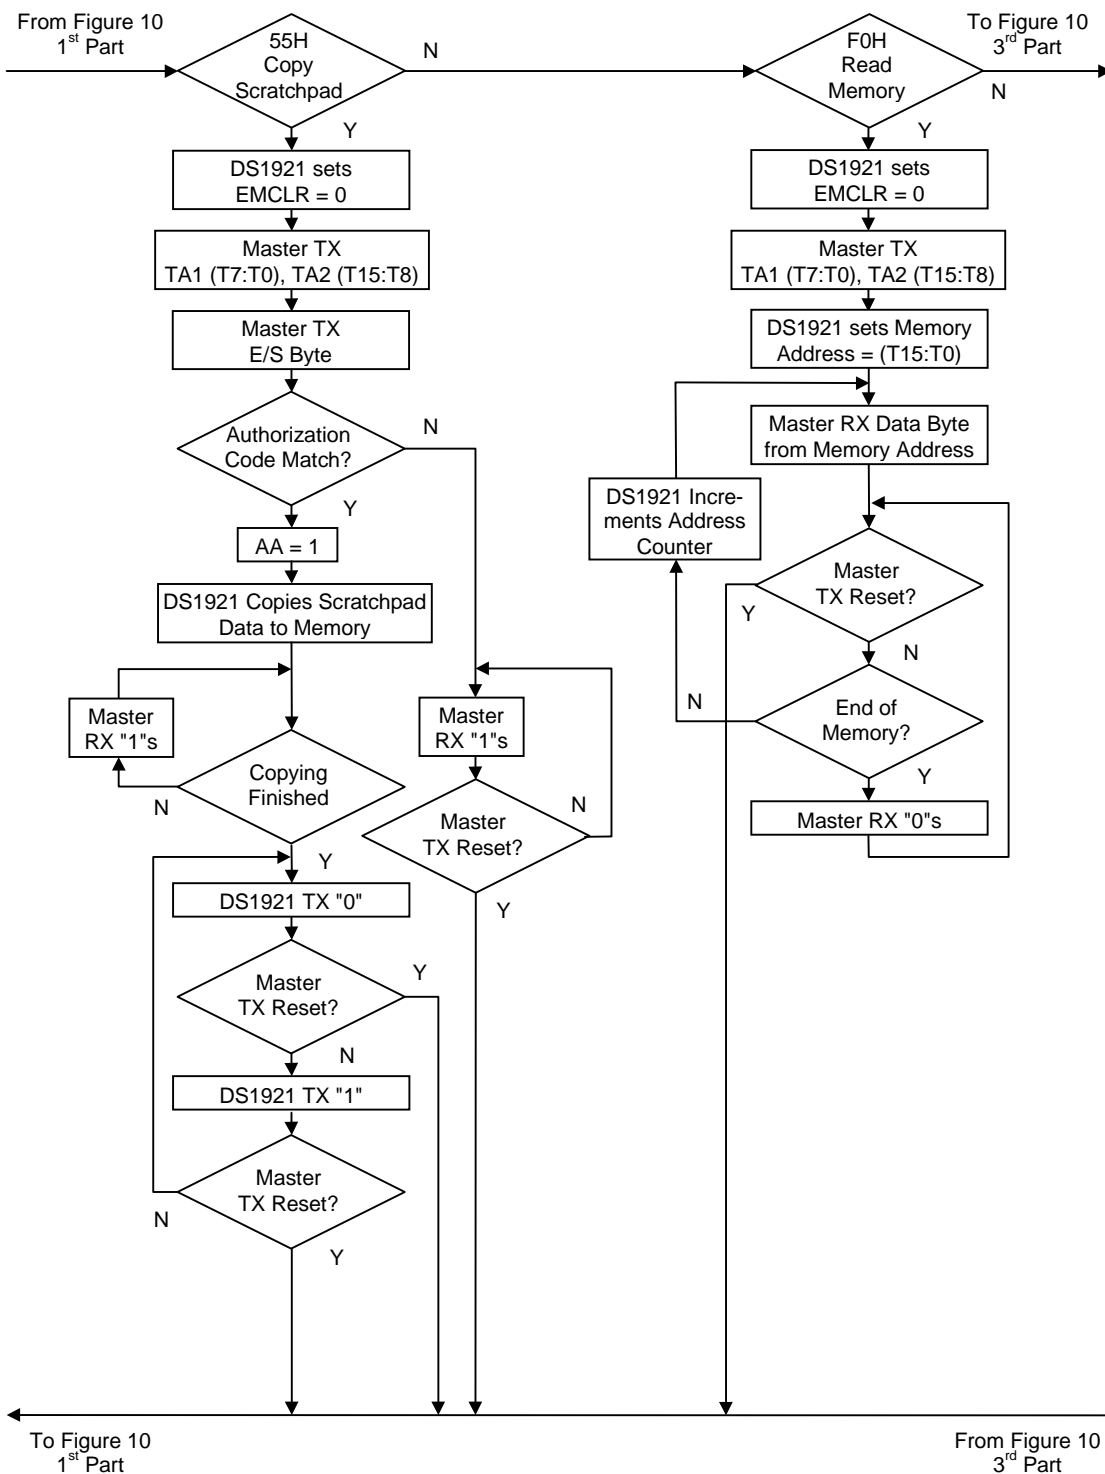 From Figure 10
1st Part
55H
Copy
Scratchpad
N
Y
F0H
Read
Memory
To Figure 10
3rd Part
N
Y
DS1921 sets
EMCLR = 0
Master TX
TA1 (T7:T0), TA2 (T15:T8)
Master TX
E/S Byte
Authorization
Code Match?
N
Y
AA = 1
DS1921 Copies Scratchpad
Data to Memory
Master
RX "1"s
Copying
Finished
N
Y
DS1921 TX "0"
Master
TX Reset?
Y
N
DS1921 TX "1"
Master
TX Reset?
N
Y
Master
RX "1"s
Master
TX Reset?
N
Y
DS1921 sets
EMCLR = 0
Master TX
TA1 (T7:T0), TA2 (T15:T8)
DS1921 sets Memory
Address = (T15:T0)
Master RX Data Byte
from Memory Address
DS1921 Incre-
ments Address
Counter
Master
TX Reset?
Y
N
End of
Memory?
N
Y
Master RX "0"s
To Figure 10
1st Part
From Figure 10
3rd Part